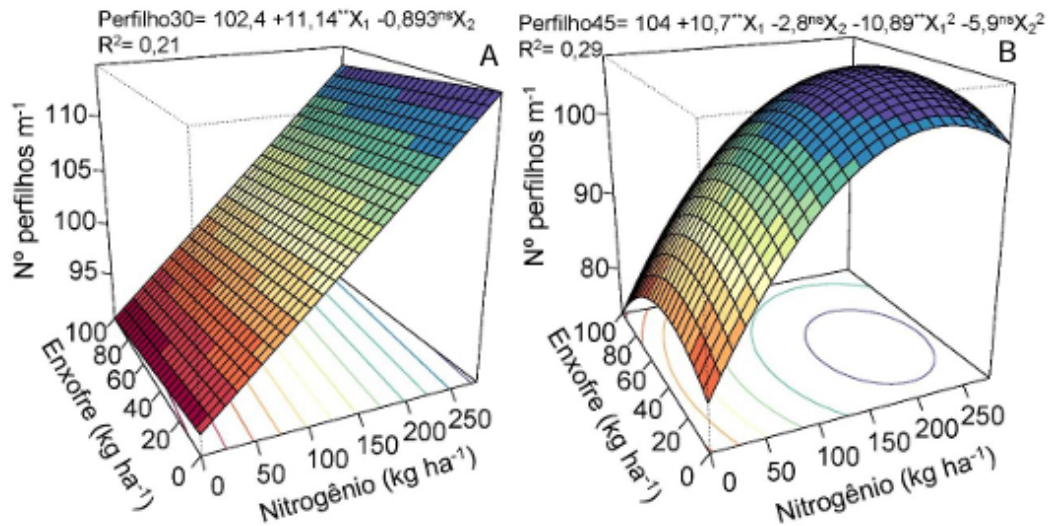 Perfilho30= 102,4 +11,14**X₁ -0,893ⁿˢX₂
R²= 0,21
A
Nº perfilhos m⁻¹
110
105
100
95
100
80
60
40
20
0
Enxofre (kg ha⁻¹)
0
50
100
150
200
250
Nitrogênio (kg ha⁻¹)
Perfilho45= 104 +10,7**X₁ -2,8ⁿˢX₂ -10,89**X₁² -5,9ⁿˢX₂²
R²= 0,29
B
Nº perfilhos m⁻¹
100
90
80
100
80
60
40
20
0
Enxofre (kg ha⁻¹)
0
50
100
150
200
250
Nitrogênio (kg ha⁻¹)